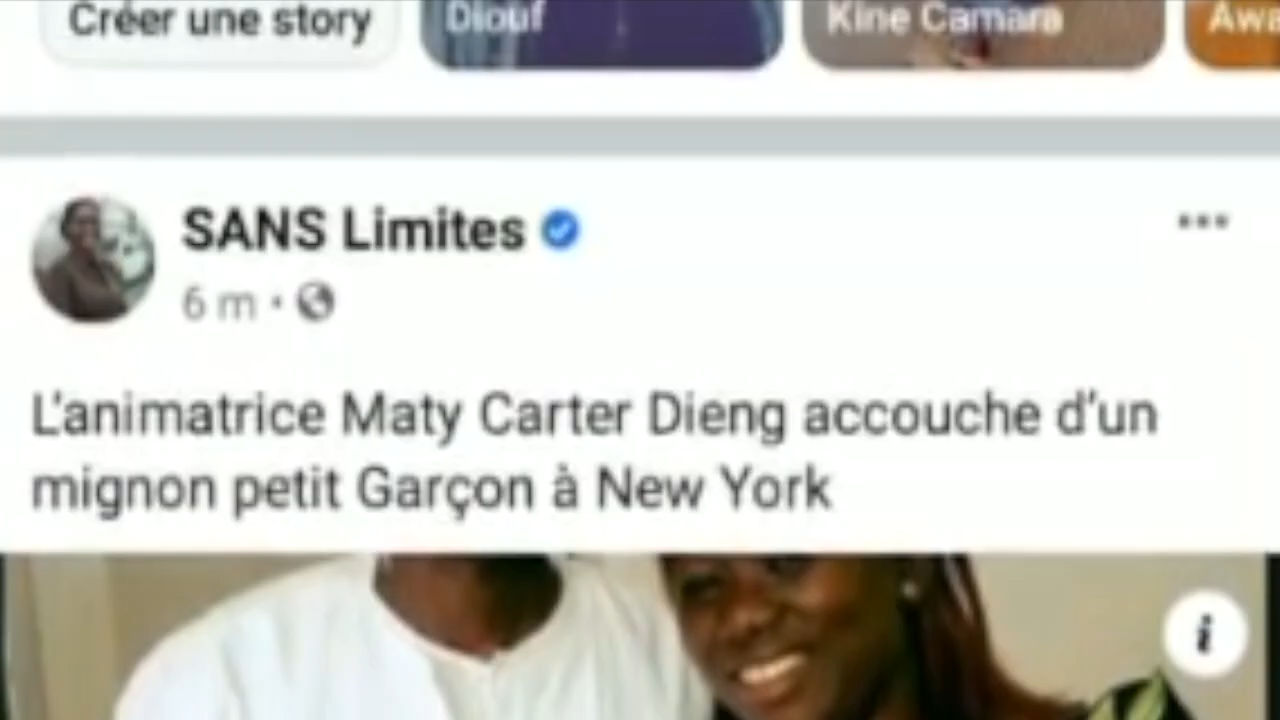 Créer une story
Diouf
Kine Camara
Awa
SANS Limites
6 m
L'animatrice Maty Carter Dieng accouche d'un
mignon petit Garçon à New York
i